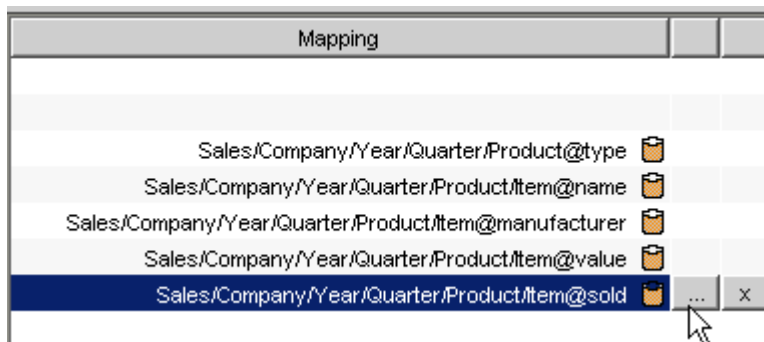 Mapping
Sales/Company/Year/Quarter/Product@type
Sales/Company/Year/Quarter/Product/Item@name
Sales/Company/Year/Quarter/Product/Item@manufacturer
Sales/Company/Year/Quarter/Product/Item@value
Sales/Company/Year/Quarter/Product/Item@sold ... x